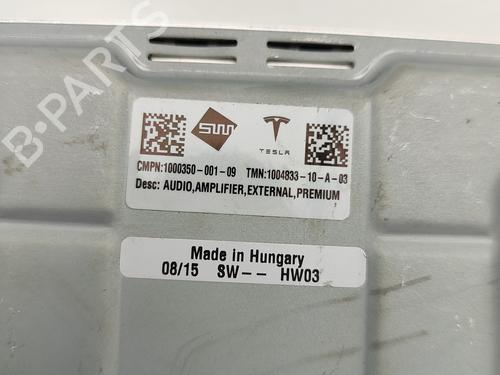 B-PARTS
SW
TESLA
CMPN:1000350-001-09 TMN:1004833-10-A-03
Desc: AUDIO,AMPLIFIER,EXTERNAL,PREMIUM
Made in Hungary
08/15 SW-- HW03